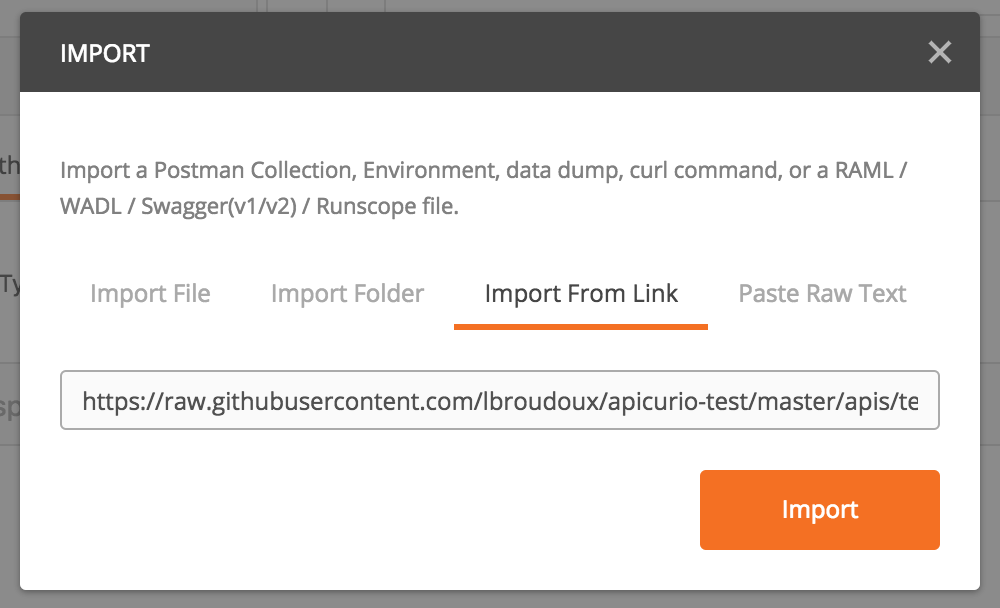 IMPORT
Import a Postman Collection, Environment, data dump, curl command, or a RAML /
WADL / Swagger(v1/v2) / Runscope file.
Import File
Import Folder
Import From Link
Paste Raw Text
https://raw.githubusercontent.com/lbroudoux/apicurio-test/master/apis/te
Import